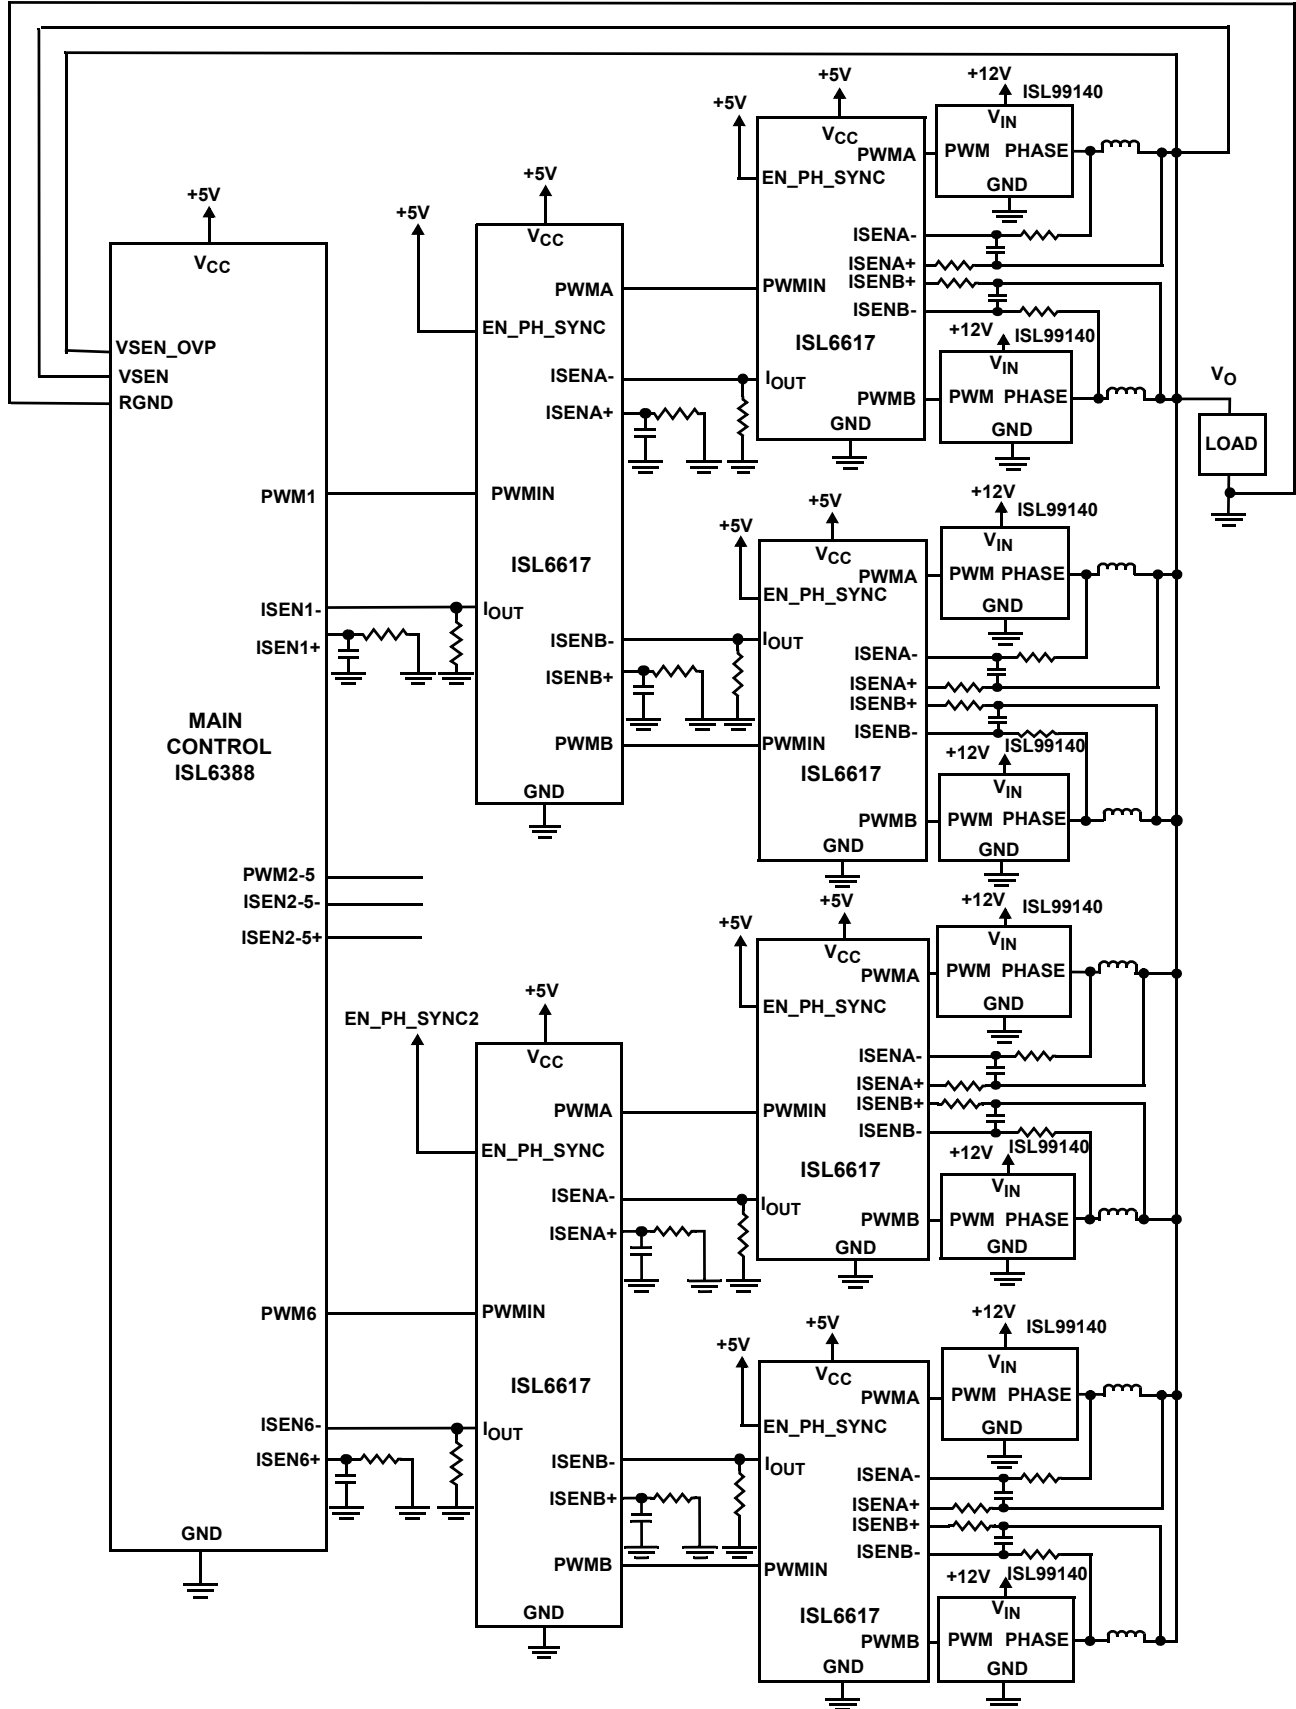 +5V
VCC
VSEN_OVP
VSEN
RGND
PWM1
ISEN1-
ISEN1+
MAIN
CONTROL
ISL6388
PWM2-5
ISEN2-5-
ISEN2-5+
PWM6
ISEN6-
ISEN6+
GND
+5V
+5V
VCC
PWMA
EN_PH_SYNC
ISENA-
ISENA+
PWMIN
ISL6617
IOUT
ISENB-
ISENB+
PWMB
GND
EN_PH_SYNC2
+5V
VCC
PWMA
EN_PH_SYNC
ISENA-
ISENA+
PWMIN
ISL6617
IOUT
ISENB-
ISENB+
PWMB
GND
+5V
+5V
VCC
PWMA
EN_PH_SYNC
ISENA-
ISENA+
ISENB+
ISENB-
PWMIN
ISL6617
IOUT
PWMB
GND
+12V
ISL99140
VIN
PWM PHASE
GND
+12V
ISL99140
VIN
PWM PHASE
GND
VO
LOAD
+5V
+5V
VCC
PWMA
EN_PH_SYNC
IOUT
ISENA-
ISENA+
ISENB+
ISENB-
PWMIN
ISL6617
PWMB
GND
+12V
ISL99140
VIN
PWM PHASE
GND
+12V
ISL99140
VIN
PWM PHASE
GND
+5V
+5V
VCC
PWMA
EN_PH_SYNC
ISENA-
ISENA+
ISENB+
ISENB-
PWMIN
ISL6617
IOUT
PWMB
GND
+12V
ISL99140
VIN
PWM PHASE
GND
+12V
ISL99140
VIN
PWM PHASE
GND
+5V
+5V
VCC
PWMA
EN_PH_SYNC
IOUT
ISENA-
ISENA+
ISENB+
ISENB-
PWMIN
ISL6617
PWMB
GND
+12V
ISL99140
VIN
PWM PHASE
GND
+12V
ISL99140
VIN
PWM PHASE
GND